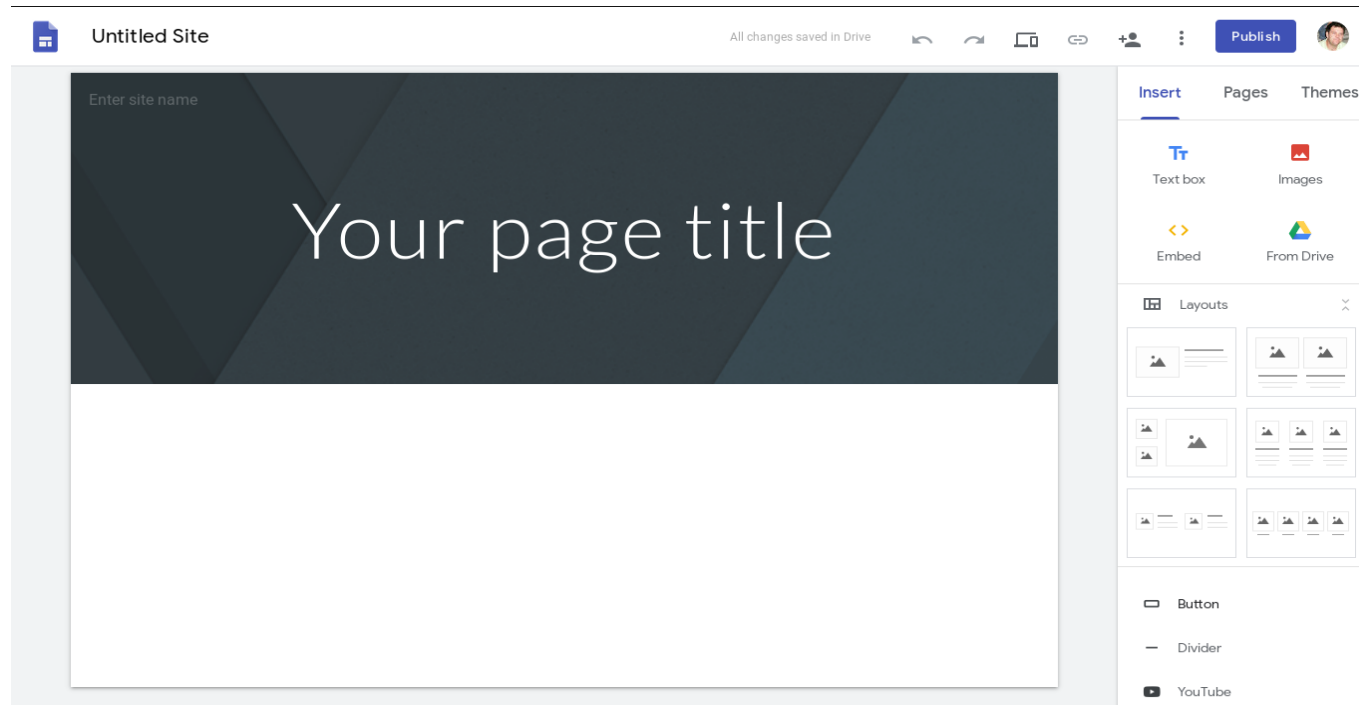 Untitled Site
All changes saved in Drive
Publish
Enter site name
Your page title
Insert Pages Themes
Text box Images
Embed From Drive
Layouts
Button
Divider
YouTube